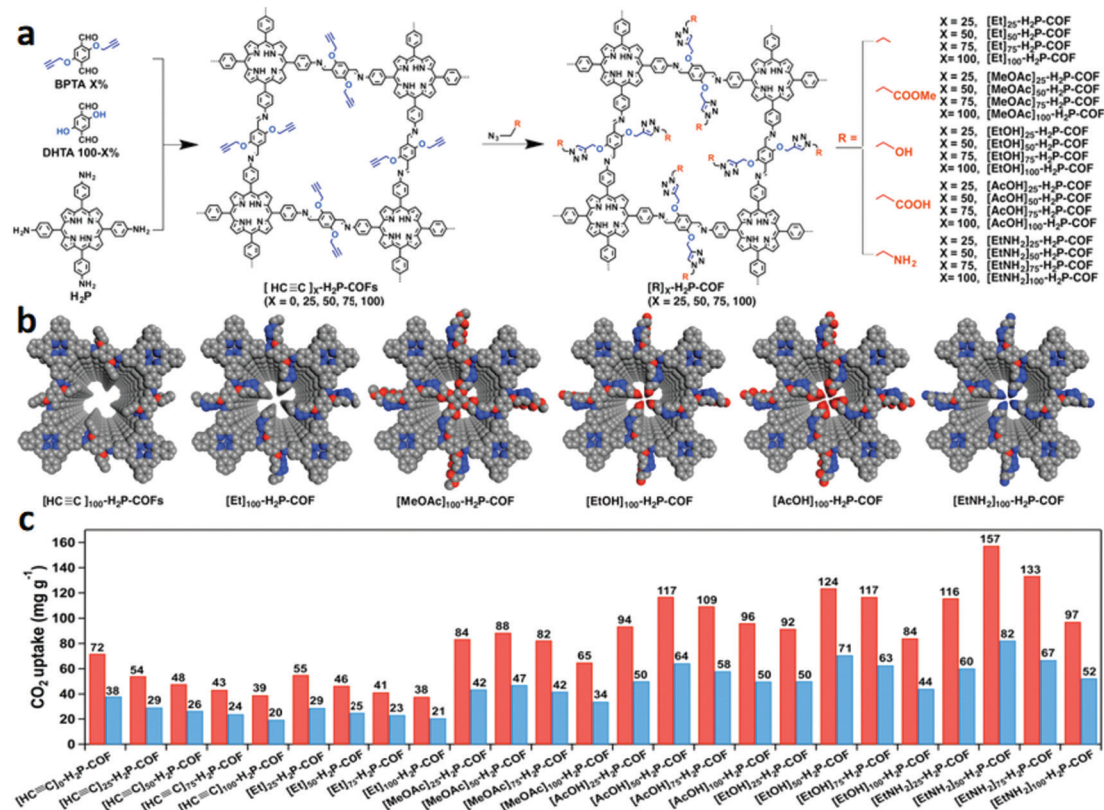 a
CHO
O
O
CHO
BPTA X%
CHO
OH
HO
CHO
DHTA 100-X%
NH₂
H₂N
NH₂
NH₂
H₂P
[ HC≡C ]ₓ-H₂P-COFs
(X = 0, 25, 50, 75, 100)
N₃
R
[R]ₓ-H₂P-COF
(X = 25, 50, 75, 100)
R =
COOMe
OH
COOH
NH₂
X = 25, [Et]₂₅-H₂P-COF
X = 50, [Et]₅₀-H₂P-COF
X = 75, [Et]₇₅-H₂P-COF
X= 100, [Et]₁₀₀-H₂P-COF
X = 25, [MeOAc]₂₅-H₂P-COF
X = 50, [MeOAc]₅₀-H₂P-COF
X = 75, [MeOAc]₇₅-H₂P-COF
X= 100, [MeOAc]₁₀₀-H₂P-COF
X = 25, [EtOH]₂₅-H₂P-COF
X = 50, [EtOH]₅₀-H₂P-COF
X = 75, [EtOH]₇₅-H₂P-COF
X= 100, [EtOH]₁₀₀-H₂P-COF
X = 25, [AcOH]₂₅-H₂P-COF
X = 50, [AcOH]₅₀-H₂P-COF
X = 75, [AcOH]₇₅-H₂P-COF
X= 100, [AcOH]₁₀₀-H₂P-COF
X = 25, [EtNH₂]₂₅-H₂P-COF
X = 50, [EtNH₂]₅₀-H₂P-COF
X = 75, [EtNH₂]₇₅-H₂P-COF
X= 100, [EtNH₂]₁₀₀-H₂P-COF
b
[HC≡C ]₁₀₀-H₂P-COFs
[Et]₁₀₀-H₂P-COF
[MeOAc]₁₀₀-H₂P-COF
[EtOH]₁₀₀-H₂P-COF
[AcOH]₁₀₀-H₂P-COF
[EtNH₂]₁₀₀-H₂P-COF
c
CO₂ uptake (mg g⁻¹)
160
140
120
100
80
60
40
20
0
72 38
54 29
48 26
43 24
39 20
55 29
46 25
41 23
38 21
84 42
88 47
82 42
65 34
94 50
117 64
109 58
96 50
92 50
124 71
117 63
84 44
116 60
157 82
133 67
97 52
[HC≡C]₀-H₂P-COF
[HC≡C]₂₅-H₂P-COF
[HC≡C]₅₀-H₂P-COF
[HC≡C]₇₅-H₂P-COF
[HC≡C]₁₀₀-H₂P-COF
[Et]₂₅-H₂P-COF
[Et]₅₀-H₂P-COF
[Et]₇₅-H₂P-COF
[Et]₁₀₀-H₂P-COF
[MeOAc]₂₅-H₂P-COF
[MeOAc]₅₀-H₂P-COF
[MeOAc]₇₅-H₂P-COF
[MeOAc]₁₀₀-H₂P-COF
[AcOH]₂₅-H₂P-COF
[AcOH]₅₀-H₂P-COF
[AcOH]₇₅-H₂P-COF
[AcOH]₁₀₀-H₂P-COF
[EtOH]₂₅-H₂P-COF
[EtOH]₅₀-H₂P-COF
[EtOH]₇₅-H₂P-COF
[EtOH]₁₀₀-H₂P-COF
[EtNH₂]₂₅-H₂P-COF
[EtNH₂]₅₀-H₂P-COF
[EtNH₂]₇₅-H₂P-COF
[EtNH₂]₁₀₀-H₂P-COF